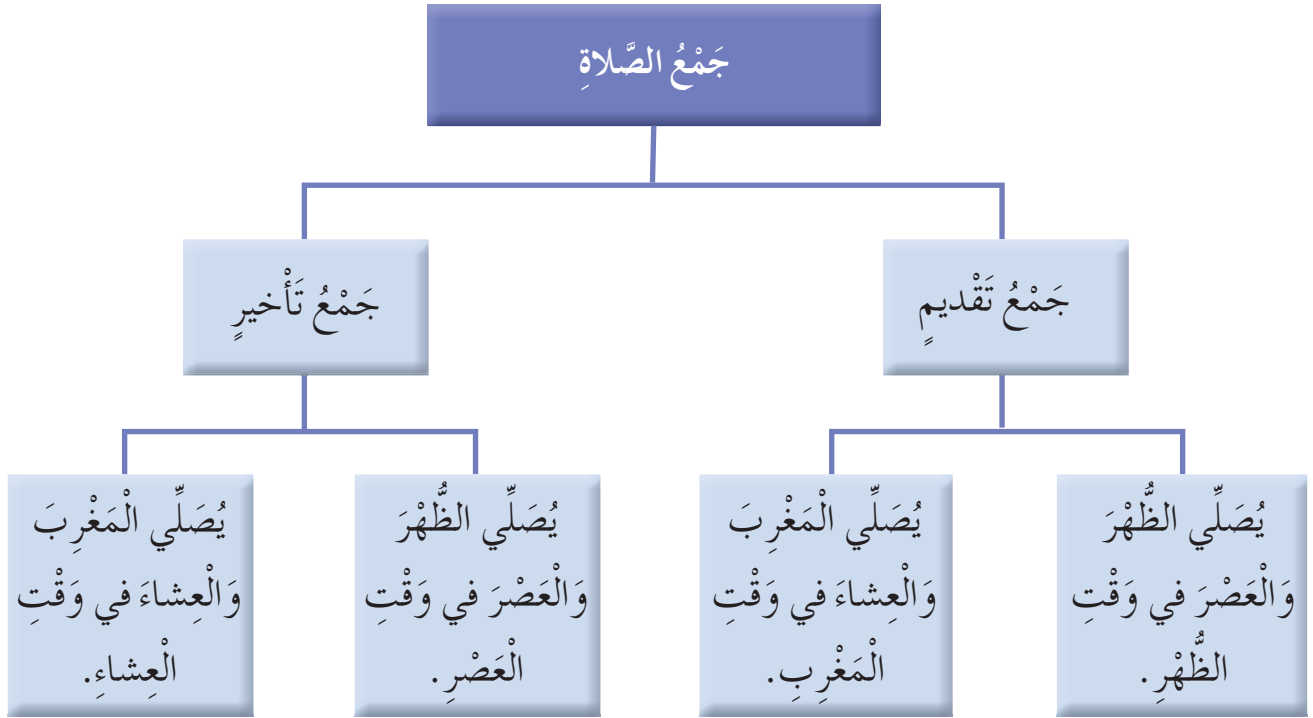 جَمْعُ الصَّلاةِ
جَمْعُ تَقْديمٍ
جَمْعُ تَأْخيرٍ
يُصَلِّي الظُّهْرَ
وَالْعَصْرَ في وَقْتِ
الظُّهْرِ.
يُصَلِّي الْمَغْرِبَ
وَالْعِشاءَ في وَقْتِ
الْمَغْرِبِ.
يُصَلِّي الظُّهْرَ
وَالْعَصْرَ في وَقْتِ
الْعَصْرِ.
يُصَلِّي الْمَغْرِبَ
وَالْعِشاءَ في وَقْتِ
الْعِشاءِ.